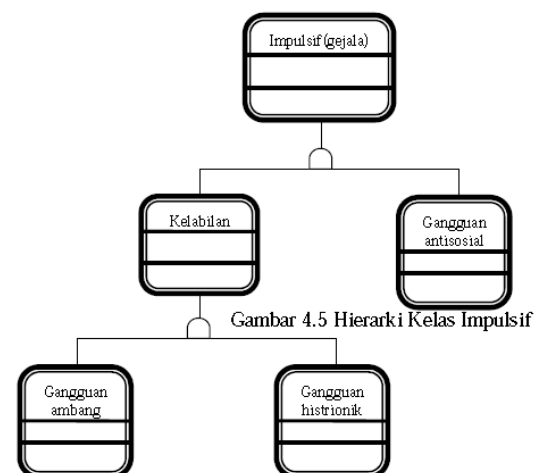 Impulsif (gejala)
Kelabilan
Gangguan
antisosial
Gambar 4.5 Hierarki Kelas Impulsif
Gangguan
ambang
Gangguan
histrionik